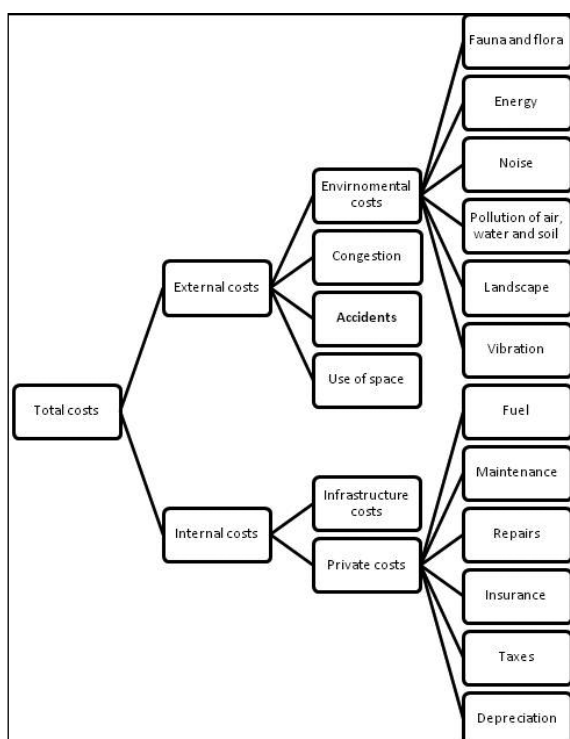 Total costs
External costs
Internal costs
Envirnomental
costs
Congestion
Accidents
Use of space
Infrastructure
costs
Private costs
Fauna and flora
Energy
Noise
Pollution of air,
water and soil
Landscape
Vibration
Fuel
Maintenance
Repairs
Insurance
Taxes
Depreciation